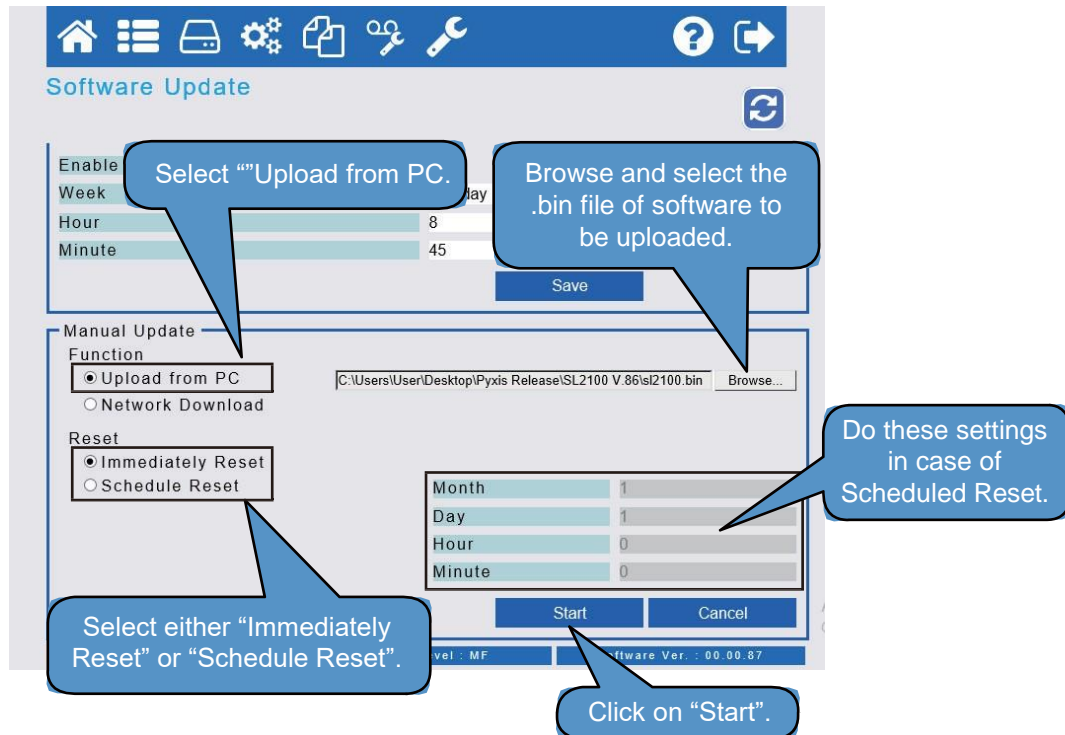 Software Update
Select “”Upload from PC.
Browse and select the
.bin file of software to
be uploaded.
Enable
Week
Hour 8
Minute 45
Save
Manual Update
Function
Upload from PC C:\Users\User\Desktop\Pyxis Release\SL2100 V.86\sl2100.bin Browse...
Network Download
Reset
Immediately Reset
Schedule Reset
Do these settings
in case of
Scheduled Reset.
Month 1
Day 1
Hour 0
Minute 0
Start Cancel
Select either “Immediately
Reset” or “Schedule Reset”.
: MF Ver. : 00.00.87
Click on “Start”.